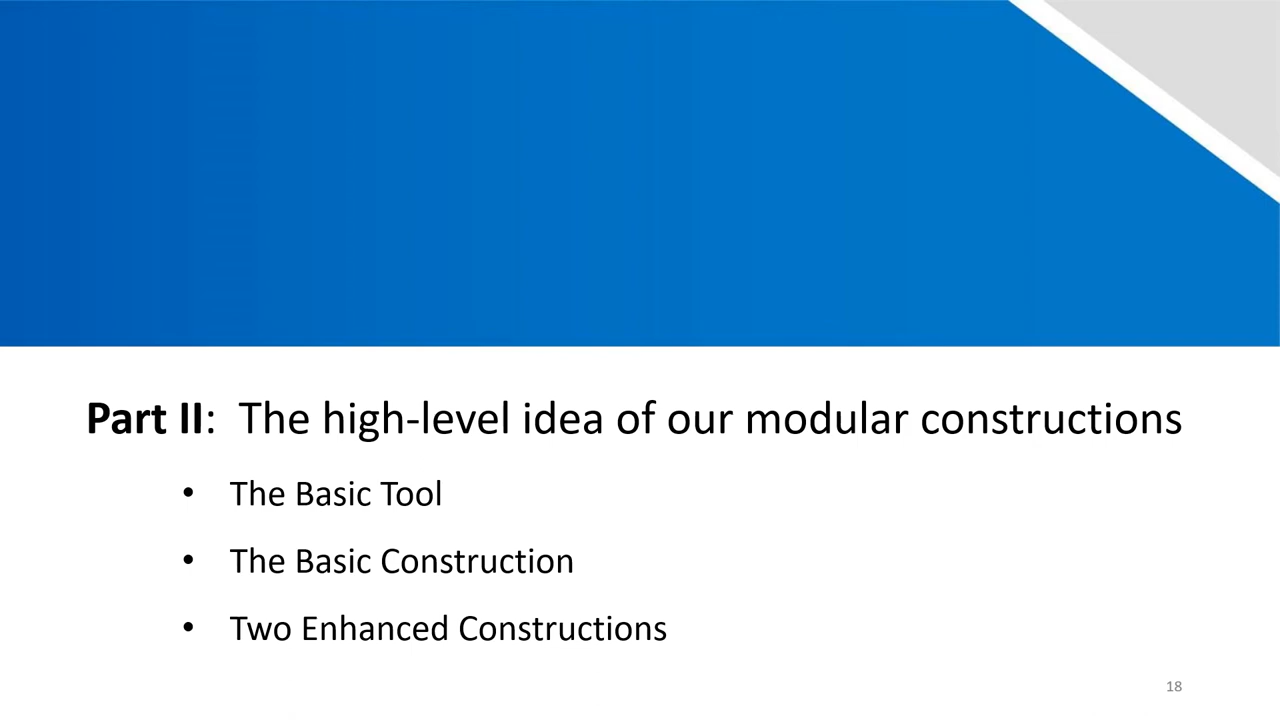 Part II:  The high-level idea of our modular constructions
• The Basic Tool
• The Basic Construction
• Two Enhanced Constructions
18